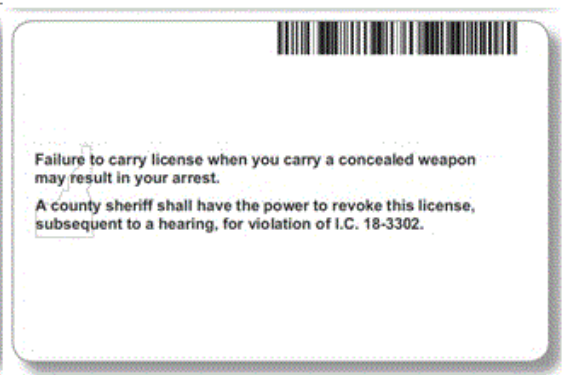 Failure to carry license when you carry a concealed weapon
may result in your arrest.
A county sheriff shall have the power to revoke this license,
subsequent to a hearing, for violation of I.C. 18-3302.